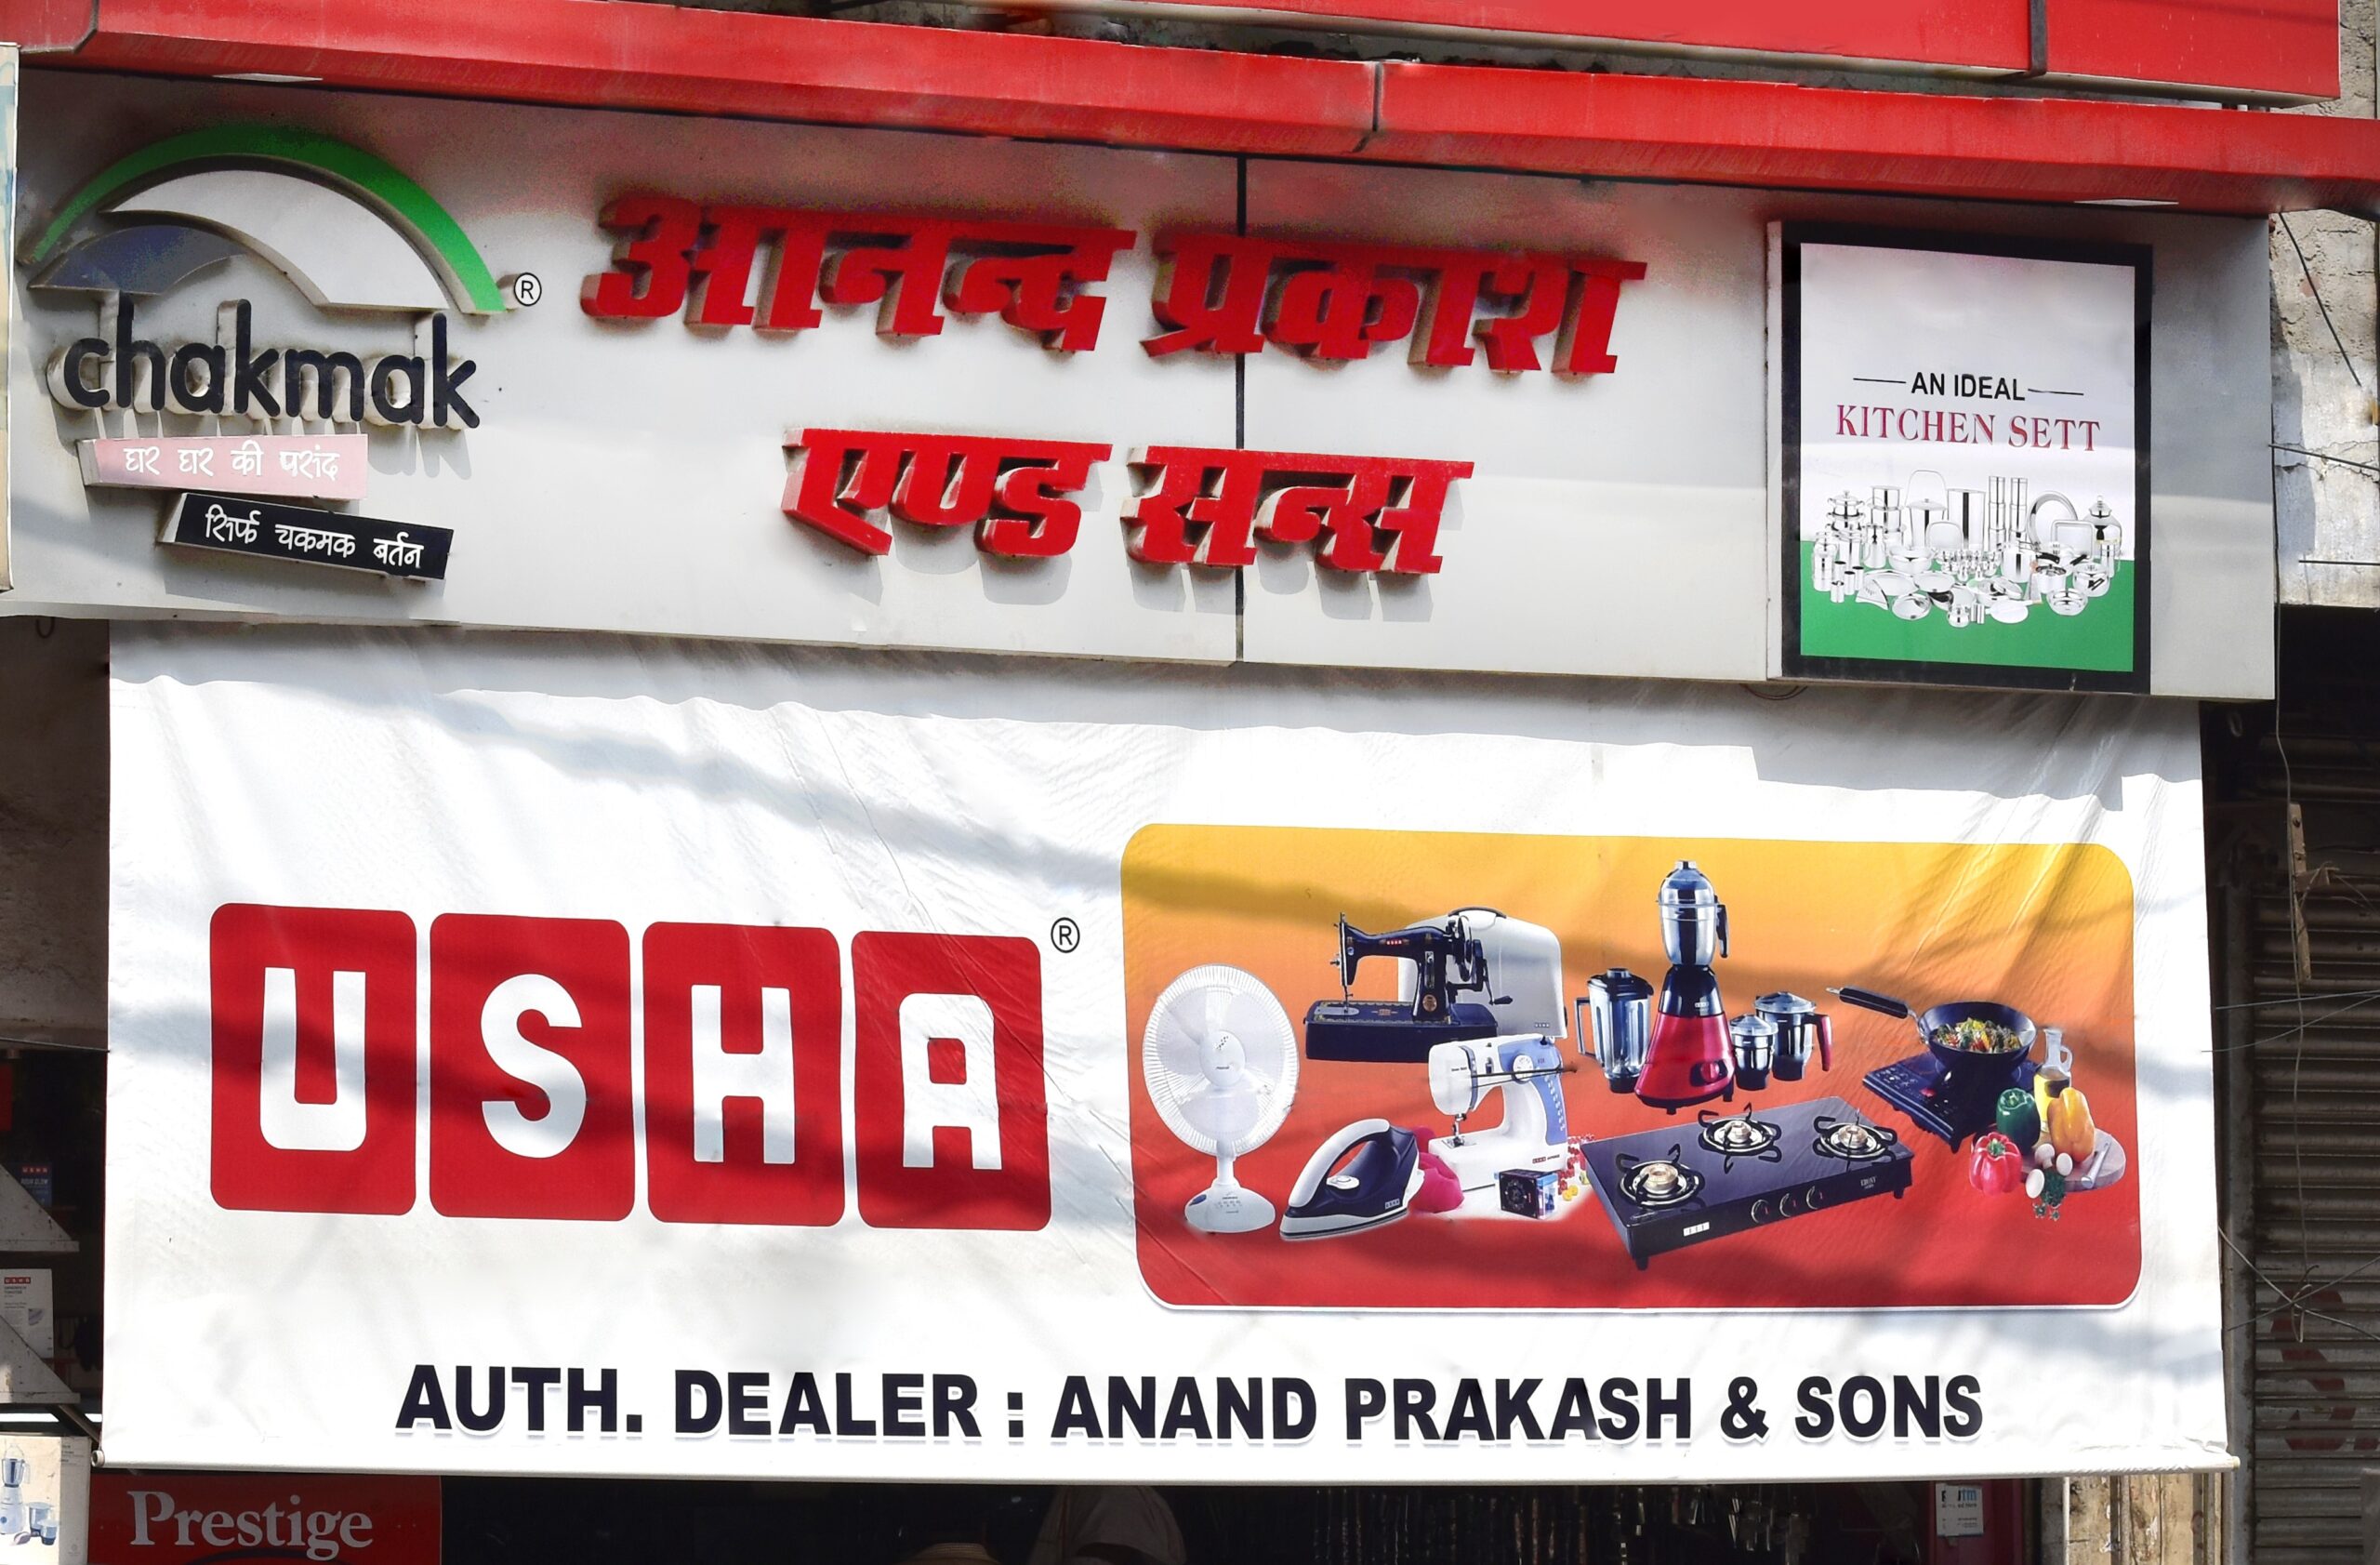 chakmak ®
घर घर की पसंद
सिर्फ चकमक बर्तन
आनन्द प्रकाश
एण्ड सन्स
AN IDEAL
KITCHEN SETT
USHA ®
AUTH. DEALER : ANAND PRAKASH & SONS
Prestige